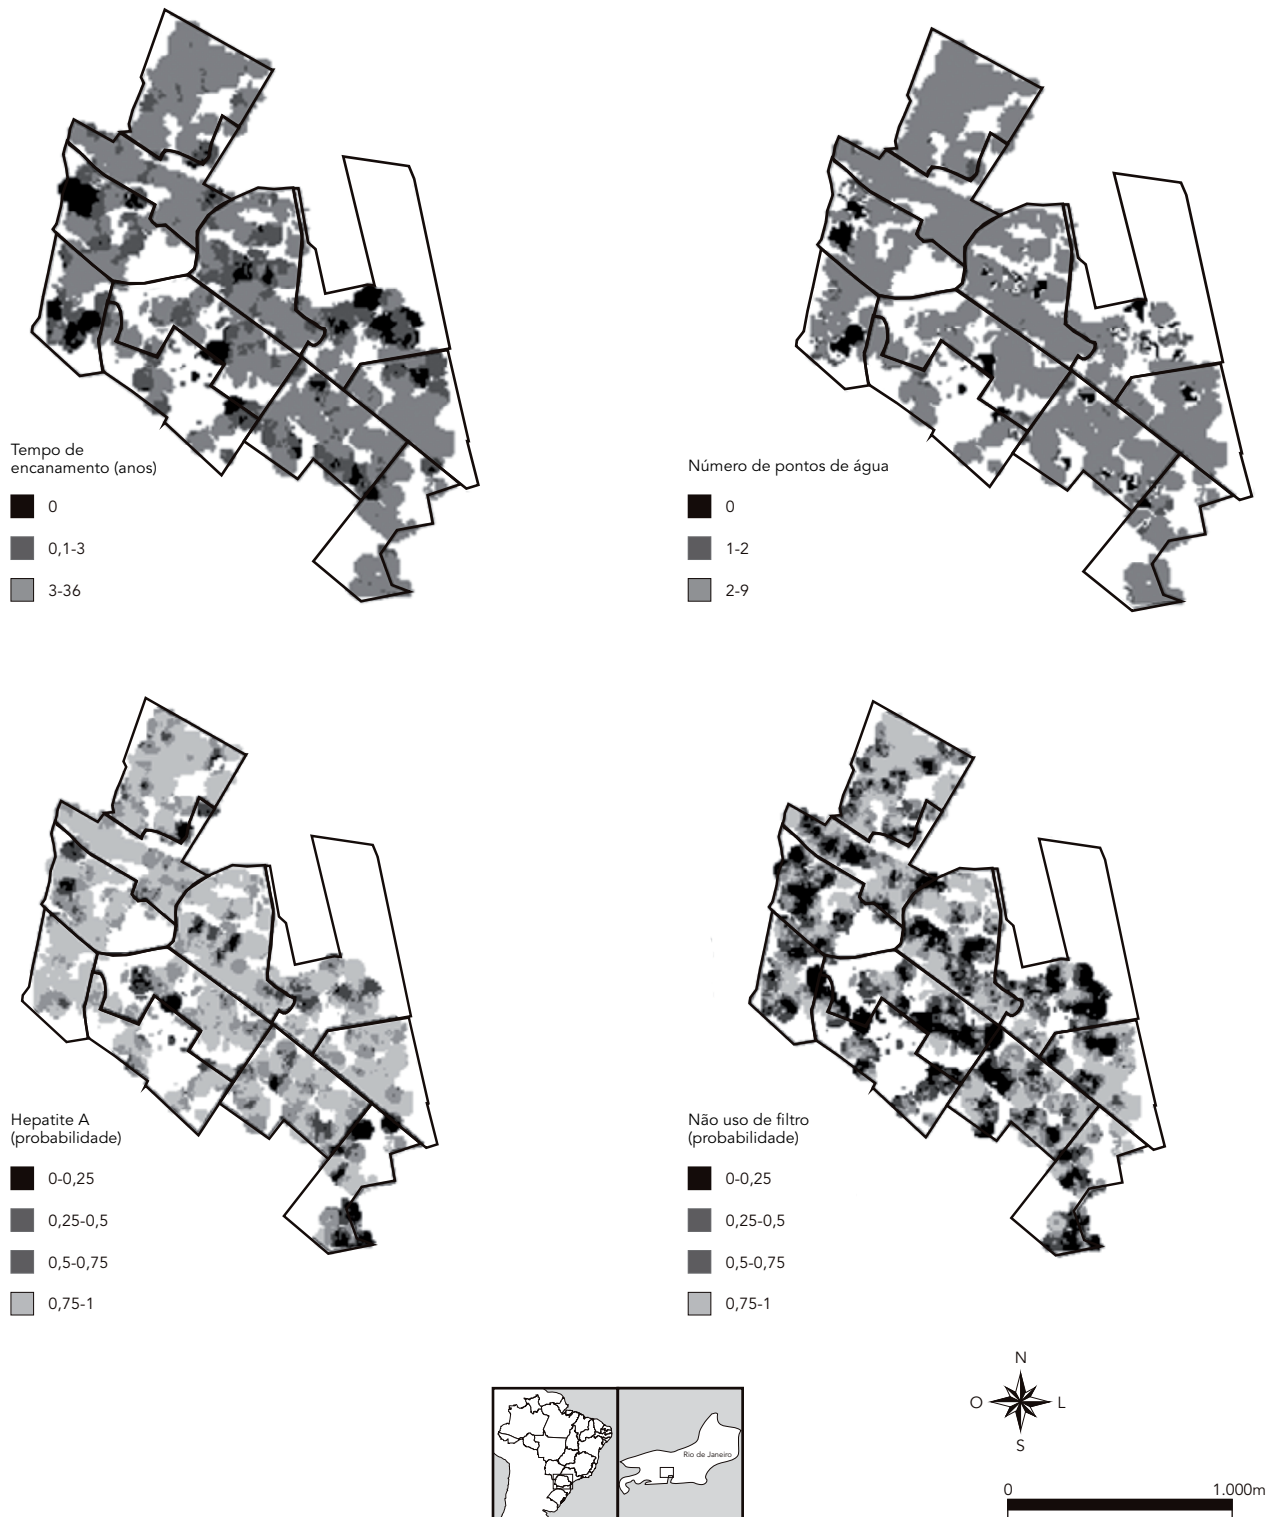 Tempo de
encanamento (anos)
0
0,1-3
3-36
Número de pontos de água
0
1-2
2-9
Hepatite A
(probabilidade)
0-0,25
0,25-0,5
0,5-0,75
0,75-1
Não uso de filtro
(probabilidade)
0-0,25
0,25-0,5
0,5-0,75
0,75-1
Rio de Janeiro
N
O
L
S
0
1.000m